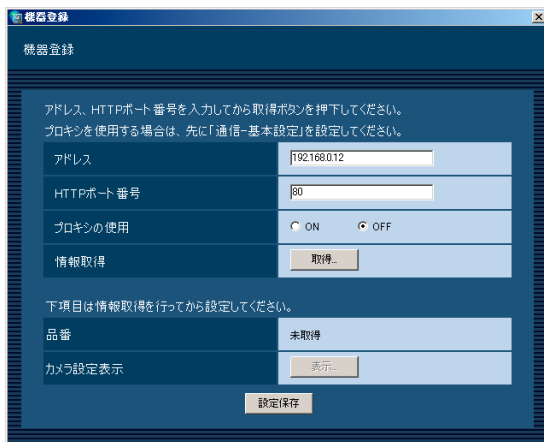 機器登録
機器登録
アドレス、HTTPポート番号を入力してから取得ボタンを押下してください。
プロキシを使用する場合は、先に「通信-基本設定」を設定してください。
アドレス 192.168.0.12
HTTPポート番号 80
プロキシの使用 ON OFF
情報取得 取得...
下項目は情報取得を行ってから設定してください。
品番 未取得
カメラ設定表示 表示...
設定保存